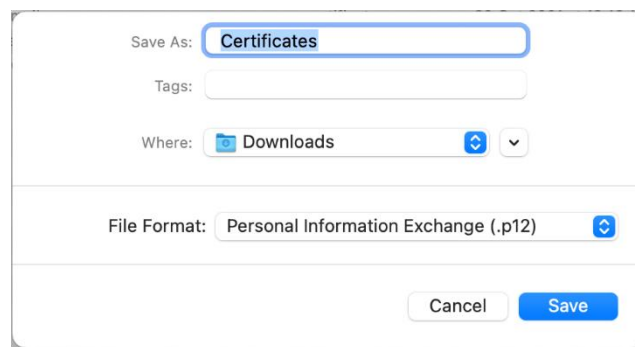 Save As: Certificates
Tags:
Where: Downloads
File Format: Personal Information Exchange (.p12)
Cancel Save